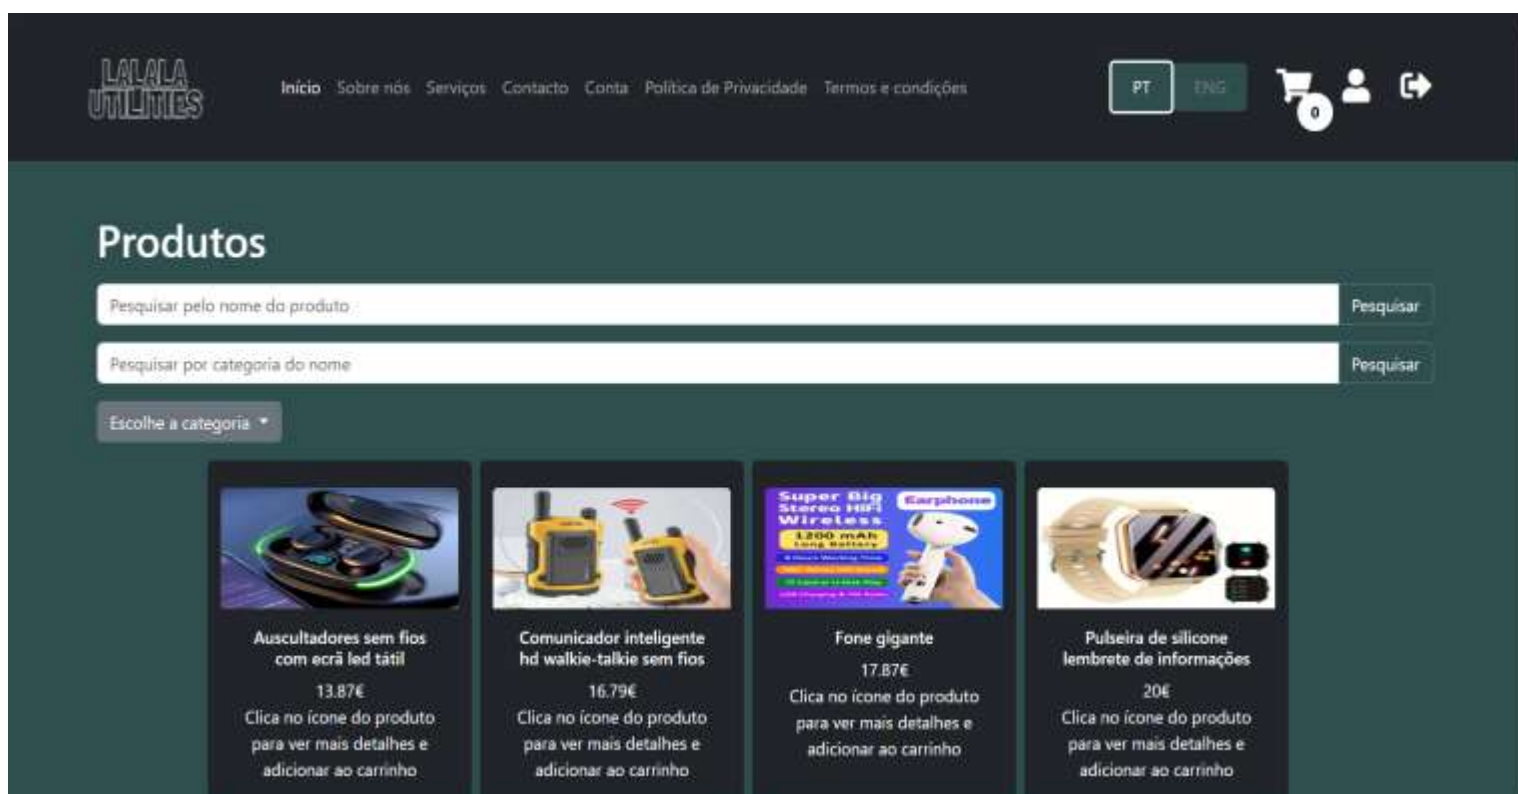 LALALA
UTILITIES
Início Sobre nós Serviços Contacto Conta Política de Privacidade Termos e condições
PT ENG
0
Produtos
Pesquisar pelo nome do produto Pesquisar
Pesquisar por categoria do nome Pesquisar
Escolhe a categoria
Super Big
Stereo HIFI
Wireless
Earphone
1200 mAh
Long Battery
Auscultadores sem fios
com ecrã led tátil
13.87€
Clica no ícone do produto
para ver mais detalhes e
adicionar ao carrinho
Comunicador inteligente
hd walkie-talkie sem fios
16.79€
Clica no ícone do produto
para ver mais detalhes e
adicionar ao carrinho
Fone gigante
17.87€
Clica no ícone do produto
para ver mais detalhes e
adicionar ao carrinho
Pulseira de silicone
lembrete de informações
20€
Clica no ícone do produto
para ver mais detalhes e
adicionar ao carrinho